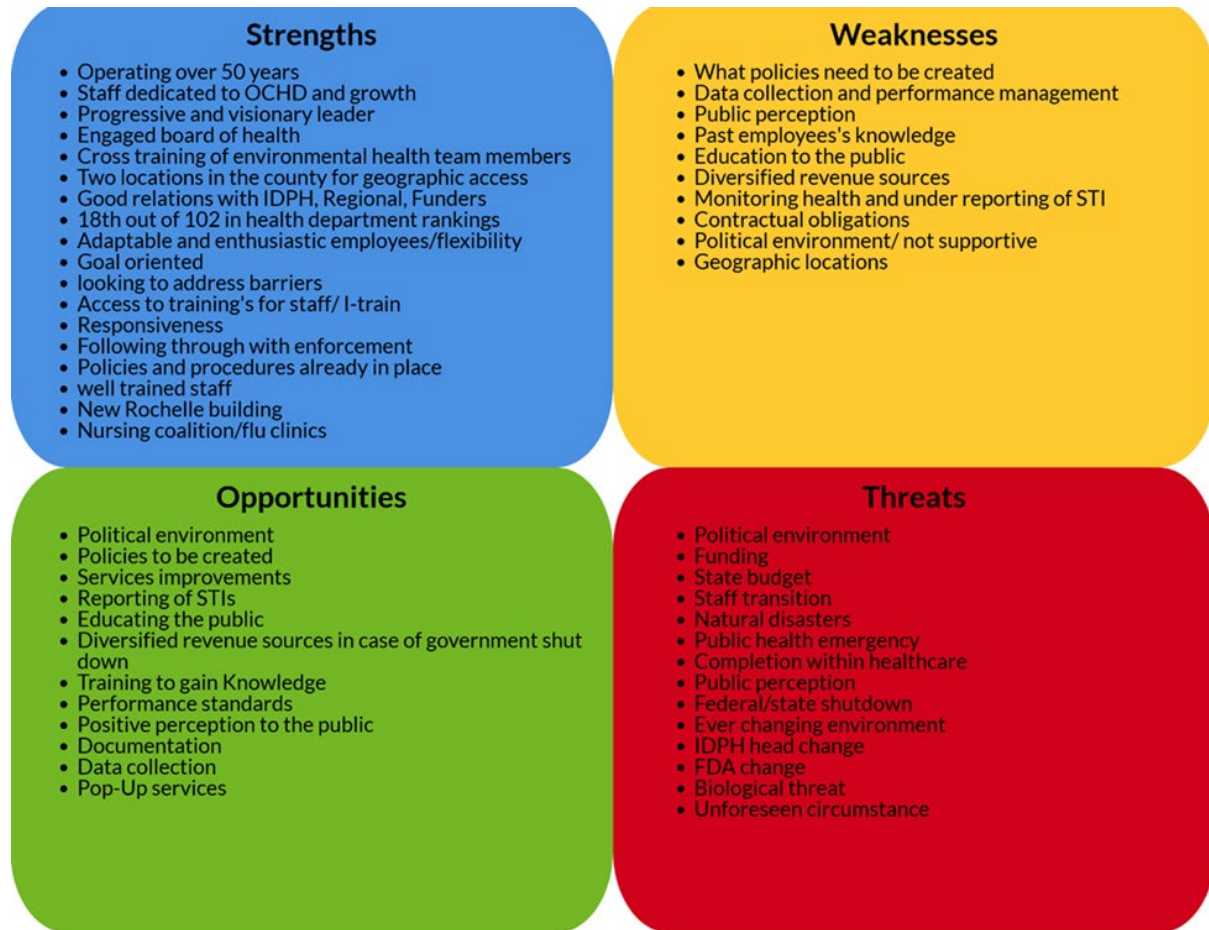 Strengths
• Operating over 50 years
• Staff dedicated to OCHD and growth
• Progressive and visionary leader
• Engaged board of health
• Cross training of environmental health team members
• Two locations in the county for geographic access
• Good relations with IDPH, Regional, Funders
• 18th out of 102 in health department rankings
• Adaptable and enthusiastic employees/flexibility
• Goal oriented
• looking to address barriers
• Access to training's for staff/ I-train
• Responsiveness
• Following through with enforcement
• Policies and procedures already in place
• well trained staff
• New Rochelle building
• Nursing coalition/flu clinics
Weaknesses
• What policies need to be created
• Data collection and performance management
• Public perception
• Past employees's knowledge
• Education to the public
• Diversified revenue sources
• Monitoring health and under reporting of STI
• Contractual obligations
• Political environment/ not supportive
• Geographic locations
Opportunities
• Political environment
• Policies to be created
• Services improvements
• Reporting of STIs
• Educating the public
• Diversified revenue sources in case of government shut
down
• Training to gain Knowledge
• Performance standards
• Positive perception to the public
• Documentation
• Data collection
• Pop-Up services
Threats
• Political environment
• Funding
• State budget
• Staff transition
• Natural disasters
• Public health emergency
• Completion within healthcare
• Public perception
• Federal/state shutdown
• Ever changing environment
• IDPH head change
• FDA change
• Biological threat
• Unforeseen circumstance